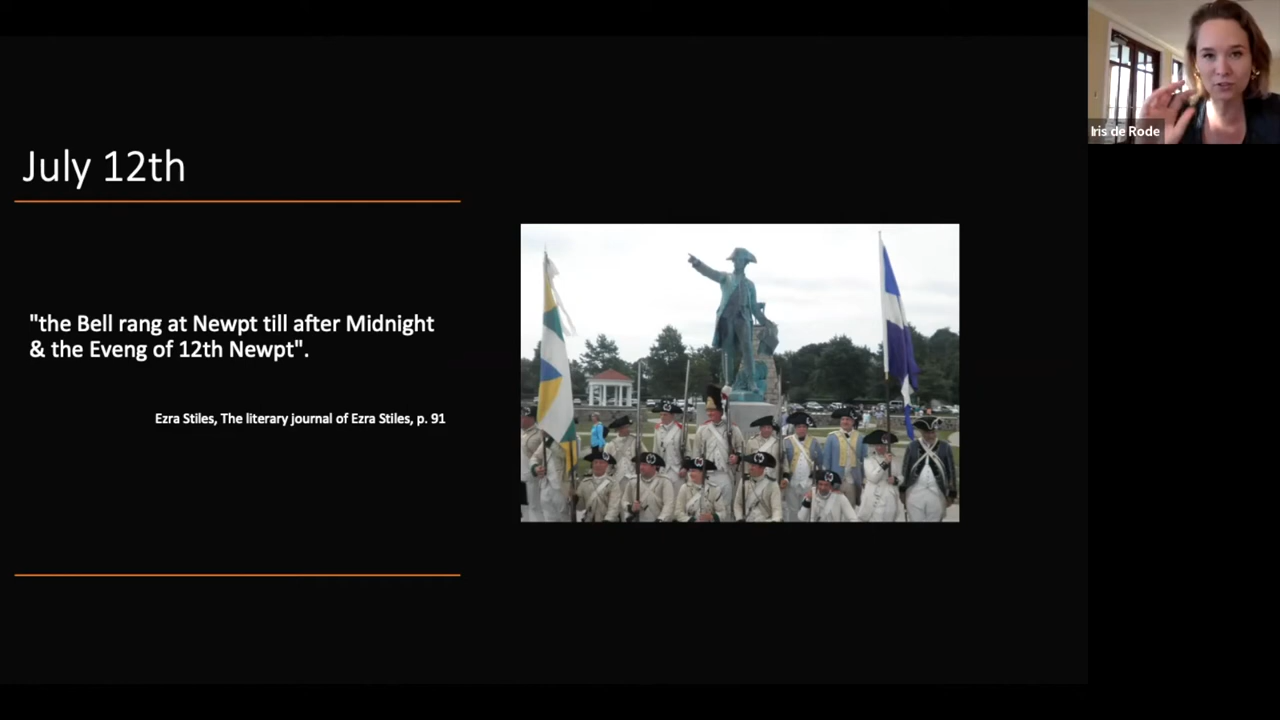 July 12th
"the Bell rang at Newpt till after Midnight
& the Eveng of 12th Newpt".
Ezra Stiles, The literary journal of Ezra Stiles, p. 91
Iris de Rode